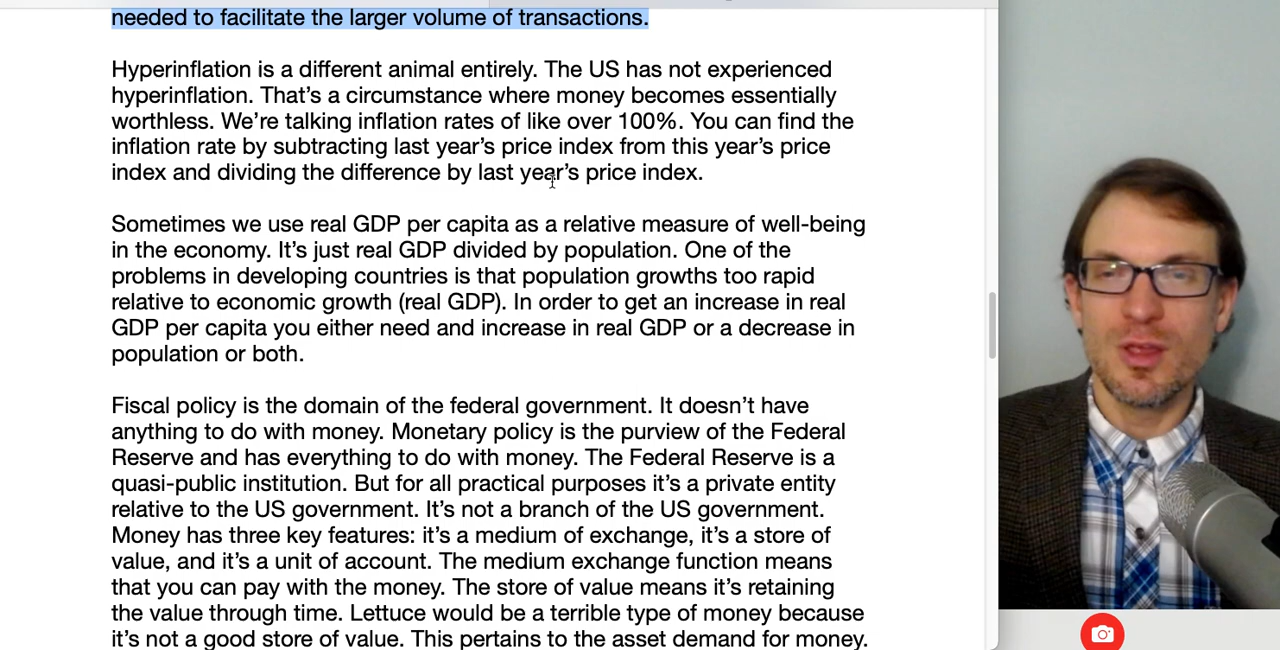 needed to facilitate the larger volume of transactions.
Hyperinflation is a different animal entirely. The US has not experienced
hyperinflation. That’s a circumstance where money becomes essentially
worthless. We’re talking inflation rates of like over 100%. You can find the
inflation rate by subtracting last year’s price index from this year’s price
index and dividing the difference by last year’s price index.
Sometimes we use real GDP per capita as a relative measure of well-being
in the economy. It’s just real GDP divided by population. One of the
problems in developing countries is that population growths too rapid
relative to economic growth (real GDP). In order to get an increase in real
GDP per capita you either need and increase in real GDP or a decrease in
population or both.
Fiscal policy is the domain of the federal government. It doesn’t have
anything to do with money. Monetary policy is the purview of the Federal
Reserve and has everything to do with money. The Federal Reserve is a
quasi-public institution. But for all practical purposes it’s a private entity
relative to the US government. It’s not a branch of the US government.
Money has three key features: it’s a medium of exchange, it’s a store of
value, and it’s a unit of account. The medium exchange function means
that you can pay with the money. The store of value means it’s retaining
the value through time. Lettuce would be a terrible type of money because
it’s not a good store of value. This pertains to the asset demand for money.